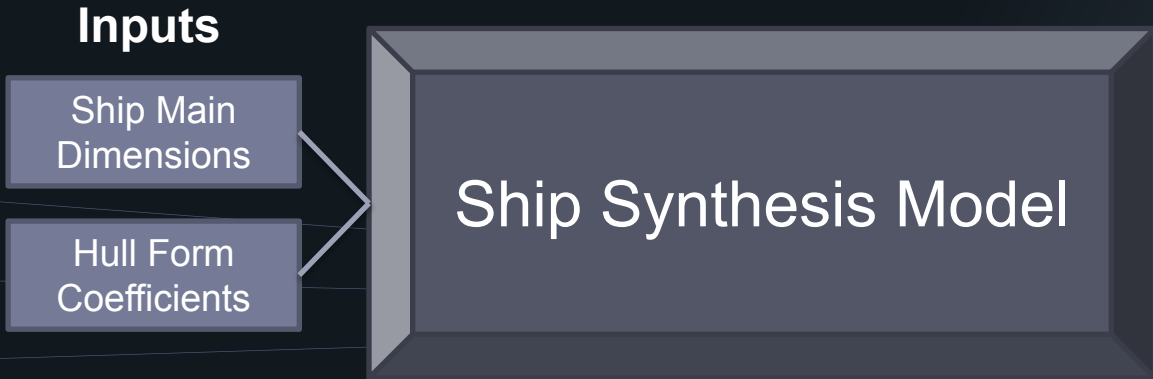 Inputs
Ship Main
Dimensions
Hull Form
Coefficients
Ship Synthesis Model